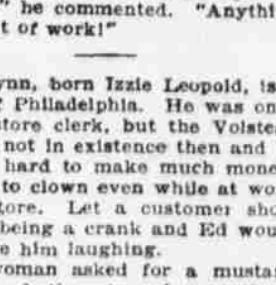 " he commented. "Anythi
t of work!"
ynn, born Izzie Leopold, is
Philadelphia. He was on
tore clerk, but the Volste
not in existence then and
hard to make much mone
to clown even while at wo
tore. Let a customer sho
being a crank and Ed wou
e him laughing.
woman asked for a musta